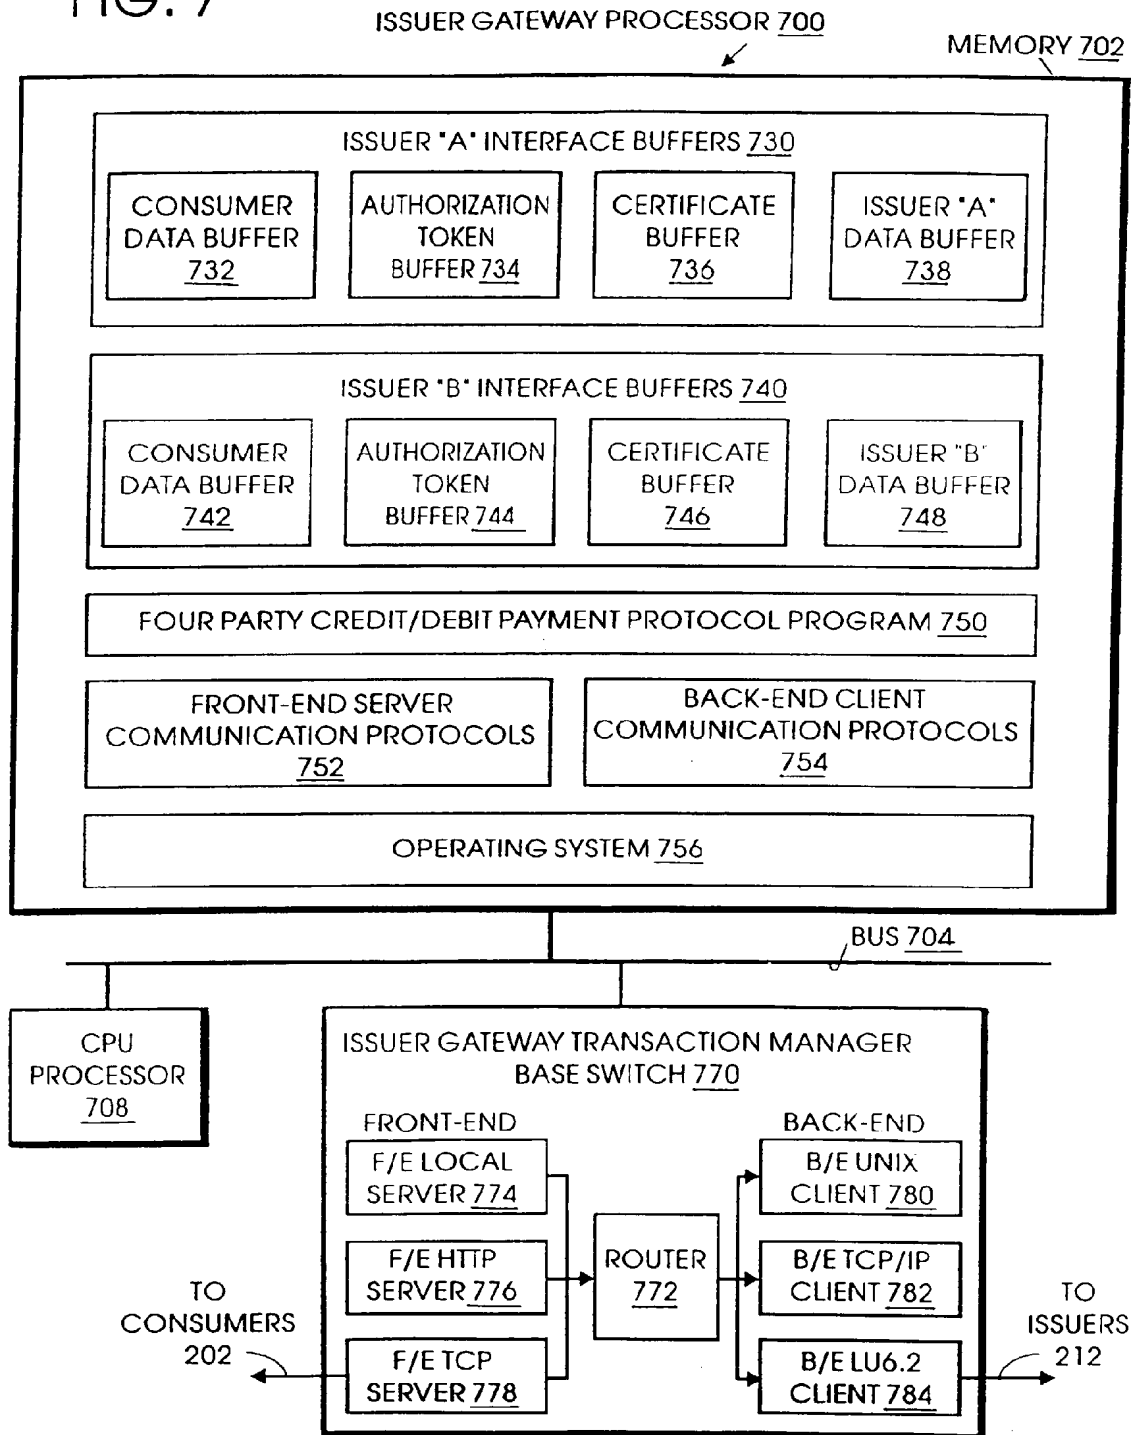 FIG. 7
ISSUER GATEWAY PROCESSOR 700
MEMORY 702
ISSUER "A" INTERFACE BUFFERS 730
CONSUMER
DATA BUFFER
732
AUTHORIZATION
TOKEN
BUFFER 734
CERTIFICATE
BUFFER
736
ISSUER "A"
DATA BUFFER
738
ISSUER "B" INTERFACE BUFFERS 740
CONSUMER
DATA BUFFER
742
AUTHORIZATION
TOKEN
BUFFER 744
CERTIFICATE
BUFFER
746
ISSUER "B"
DATA BUFFER
748
FOUR PARTY CREDIT/DEBIT PAYMENT PROTOCOL PROGRAM 750
FRONT-END SERVER
COMMUNICATION PROTOCOLS
752
BACK-END CLIENT
COMMUNICATION PROTOCOLS
754
OPERATING SYSTEM 756
BUS 704
CPU
PROCESSOR
708
ISSUER GATEWAY TRANSACTION MANAGER
BASE SWITCH 770
FRONT-END
BACK-END
F/E LOCAL
SERVER 774
F/E HTTP
SERVER 776
F/E TCP
SERVER 778
ROUTER
772
B/E UNIX
CLIENT 780
B/E TCP/IP
CLIENT 782
B/E LU6.2
CLIENT 784
TO
CONSUMERS
202
TO
ISSUERS
212